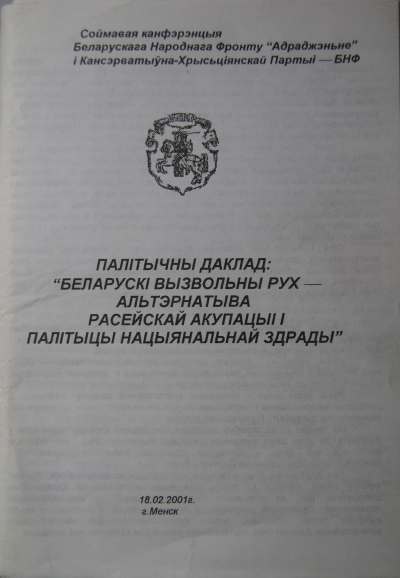 Соймавая канфэрэнцыя
Беларускага Народнага Фронту “Адраджэньне”
і Кансэрватыўна-Хрысьціянскай Партыі — БНФ
ПАЛІТЫЧНЫ ДАКЛАД:
“БЕЛАРУСКІ ВЫЗВОЛЬНЫ РУХ —
АЛЬТЭРНАТЫВА
РАСЕЙСКАЙ АКУПАЦЫІ І
ПАЛІТЫЦЫ НАЦЫЯНАЛЬНАЙ ЗДРАДЫ”
18.02.2001г.
г.Менск